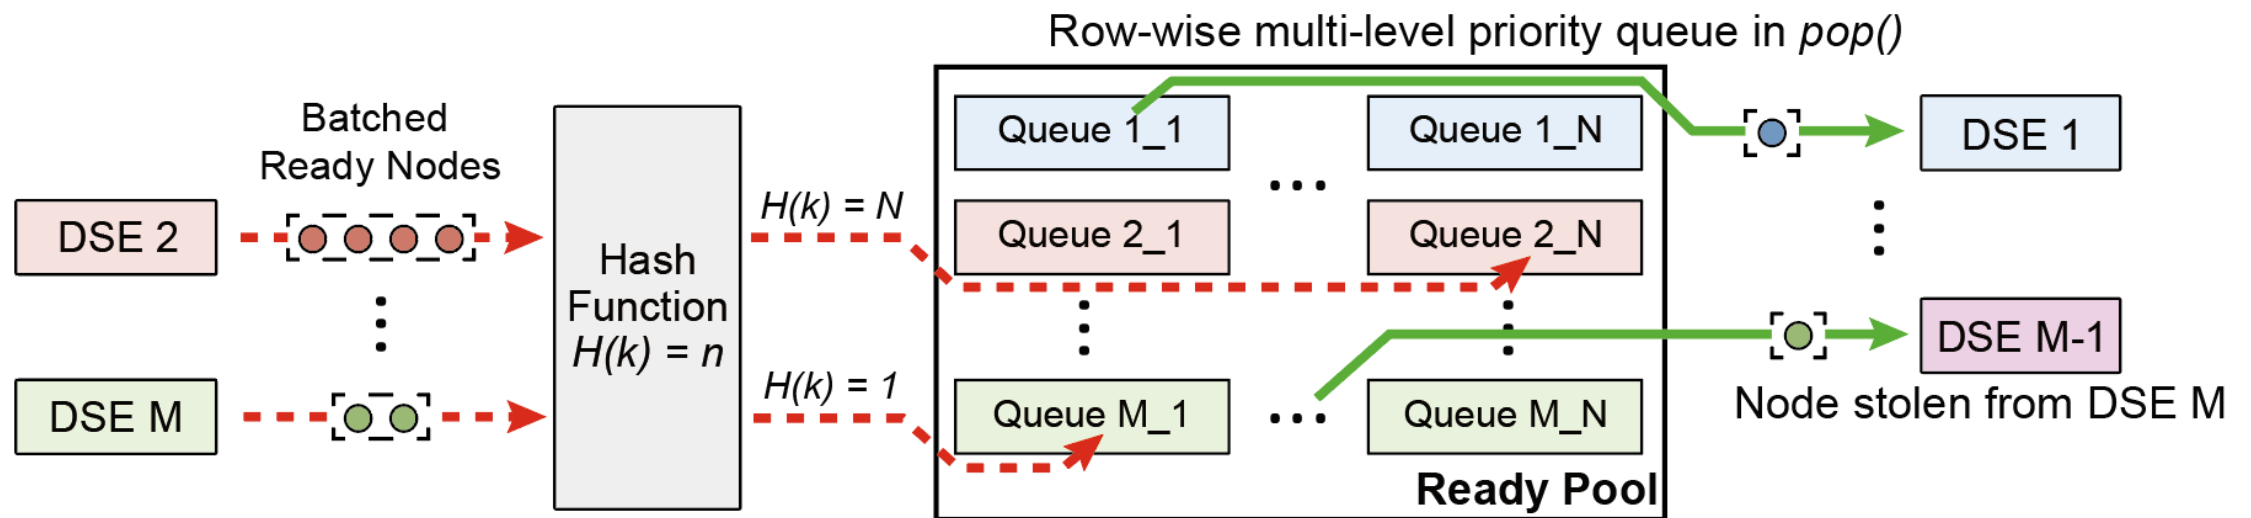 Row-wise multi-level priority queue in pop()
Batched
Ready Nodes
DSE 2
DSE M
Hash
Function
H(k) = n
H(k) = N
H(k) = 1
Queue 1_1
Queue 1_N
Queue 2_1
Queue 2_N
Queue M_1
Queue M_N
Ready Pool
DSE 1
DSE M-1
Node stolen from DSE M